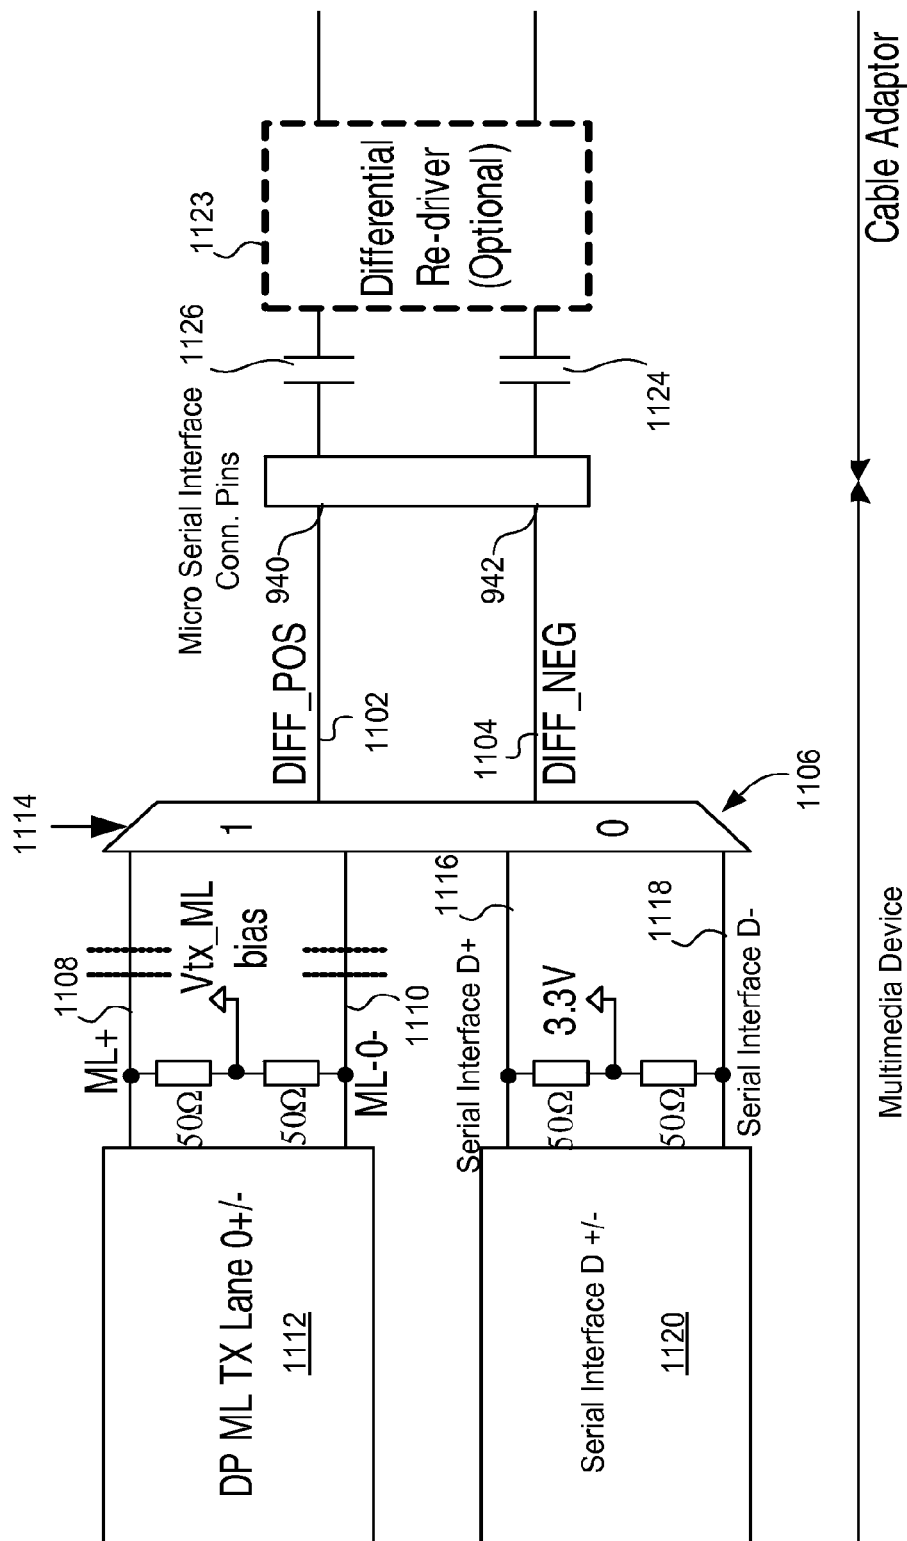 DP ML TX Lane 0+/-
1112
Serial Interface D +/-
1120
ML+
1108
50Ω
50Ω
Vtx_ML
bias
ML-0-
1110
Serial Interface D+
1116
50Ω
50Ω
3.3V
Serial Interface D-
1118
1114
1
0
1106
DIFF_POS
1102
DIFF_NEG
1104
Micro Serial Interface
Conn. Pins
940
942
1126
1124
1123
Differential
Re-driver
(Optional)
Multimedia Device
Cable Adaptor